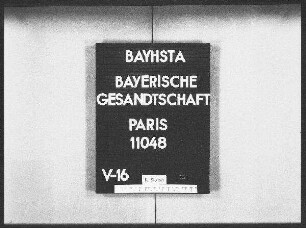 BAYHSTA
BAYERISCHE
GESANDTSCHAFT
PARIS
11048
V-16